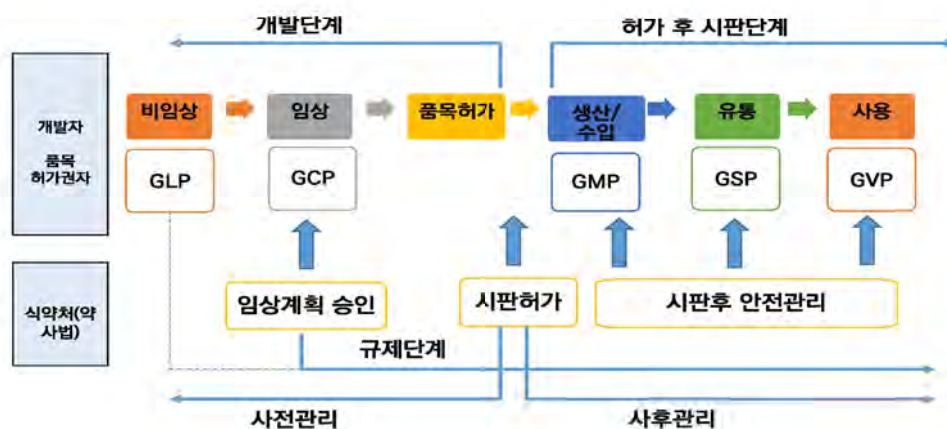 개발단계
허가 후 시판단계
개발자
품목
허가권자
비임상
임상
품목허가
생산/
수입
유통
사용
GLP
GCP
GMP
GSP
GVP
식약처(약
사법)
임상계획 승인
시판허가
시판후 안전관리
규제단계
사전관리
사후관리